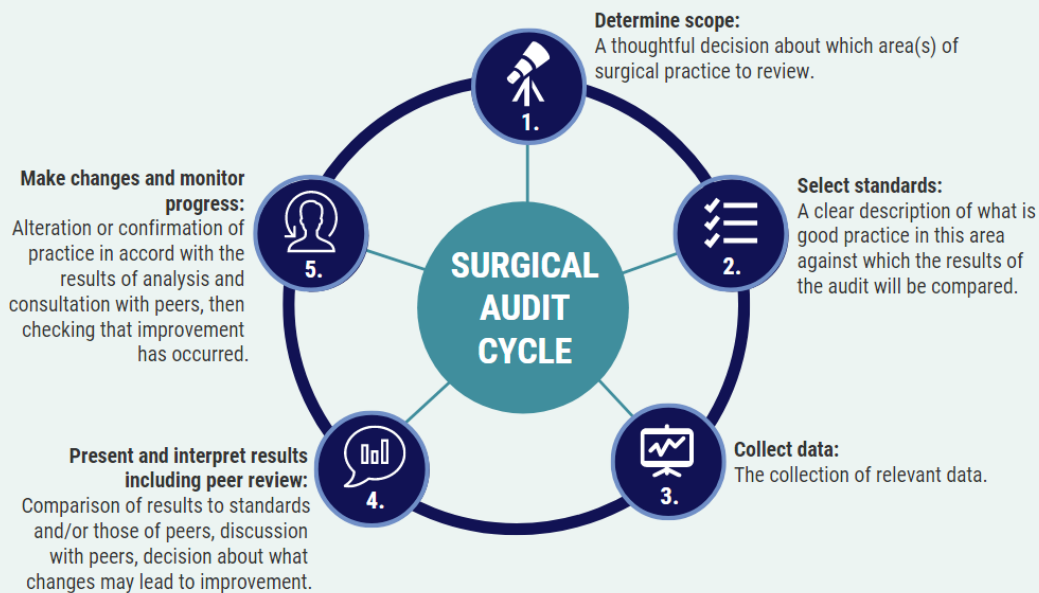 Determine scope:
A thoughtful decision about which area(s) of
surgical practice to review.
1.
Select standards:
A clear description of what is
good practice in this area
against which the results of
the audit will be compared.
2.
Collect data:
The collection of relevant data.
3.
Present and interpret results
including peer review:
Comparison of results to standards
and/or those of peers, discussion
with peers, decision about what
changes may lead to improvement.
4.
Make changes and monitor
progress:
Alteration or confirmation of
practice in accord with the
results of analysis and
consultation with peers, then
checking that improvement
has occurred.
5.
SURGICAL
AUDIT
CYCLE